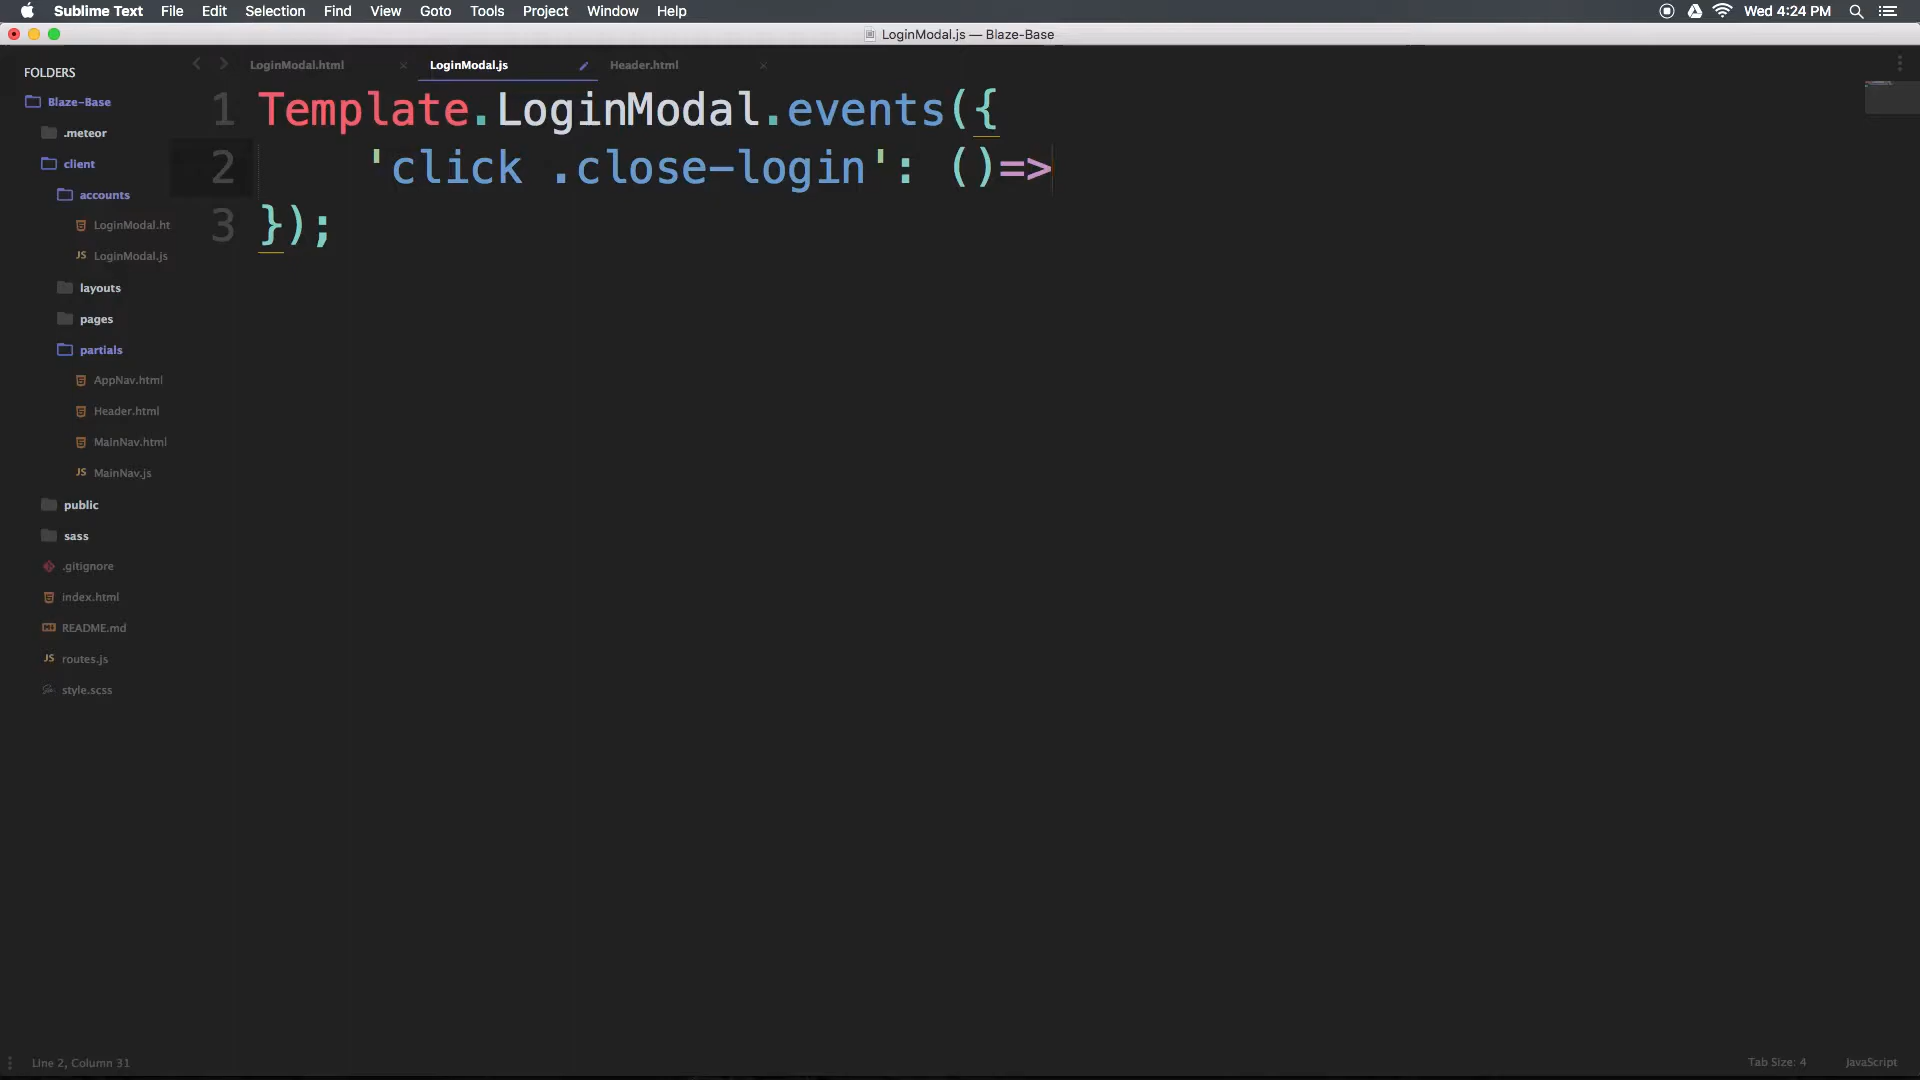 Sublime Text File Edit Selection Find View Goto Tools Project Window Help Wed 4:24 PM
LoginModal.js — Blaze-Base
FOLDERS
LoginModal.html
LoginModal.js
Header.html
Blaze-Base
.meteor
client
accounts
LoginModal.ht
JS LoginModal.js
layouts
pages
partials
AppNav.html
Header.html
MainNav.html
JS MainNav.js
public
sass
.gitignore
index.html
README.md
JS routes.js
style.scss
1 Template.LoginModal.events({
2 'click .close-login': ()=>
3 });
Line 2, Column 31
Tab Size: 4
JavaScript